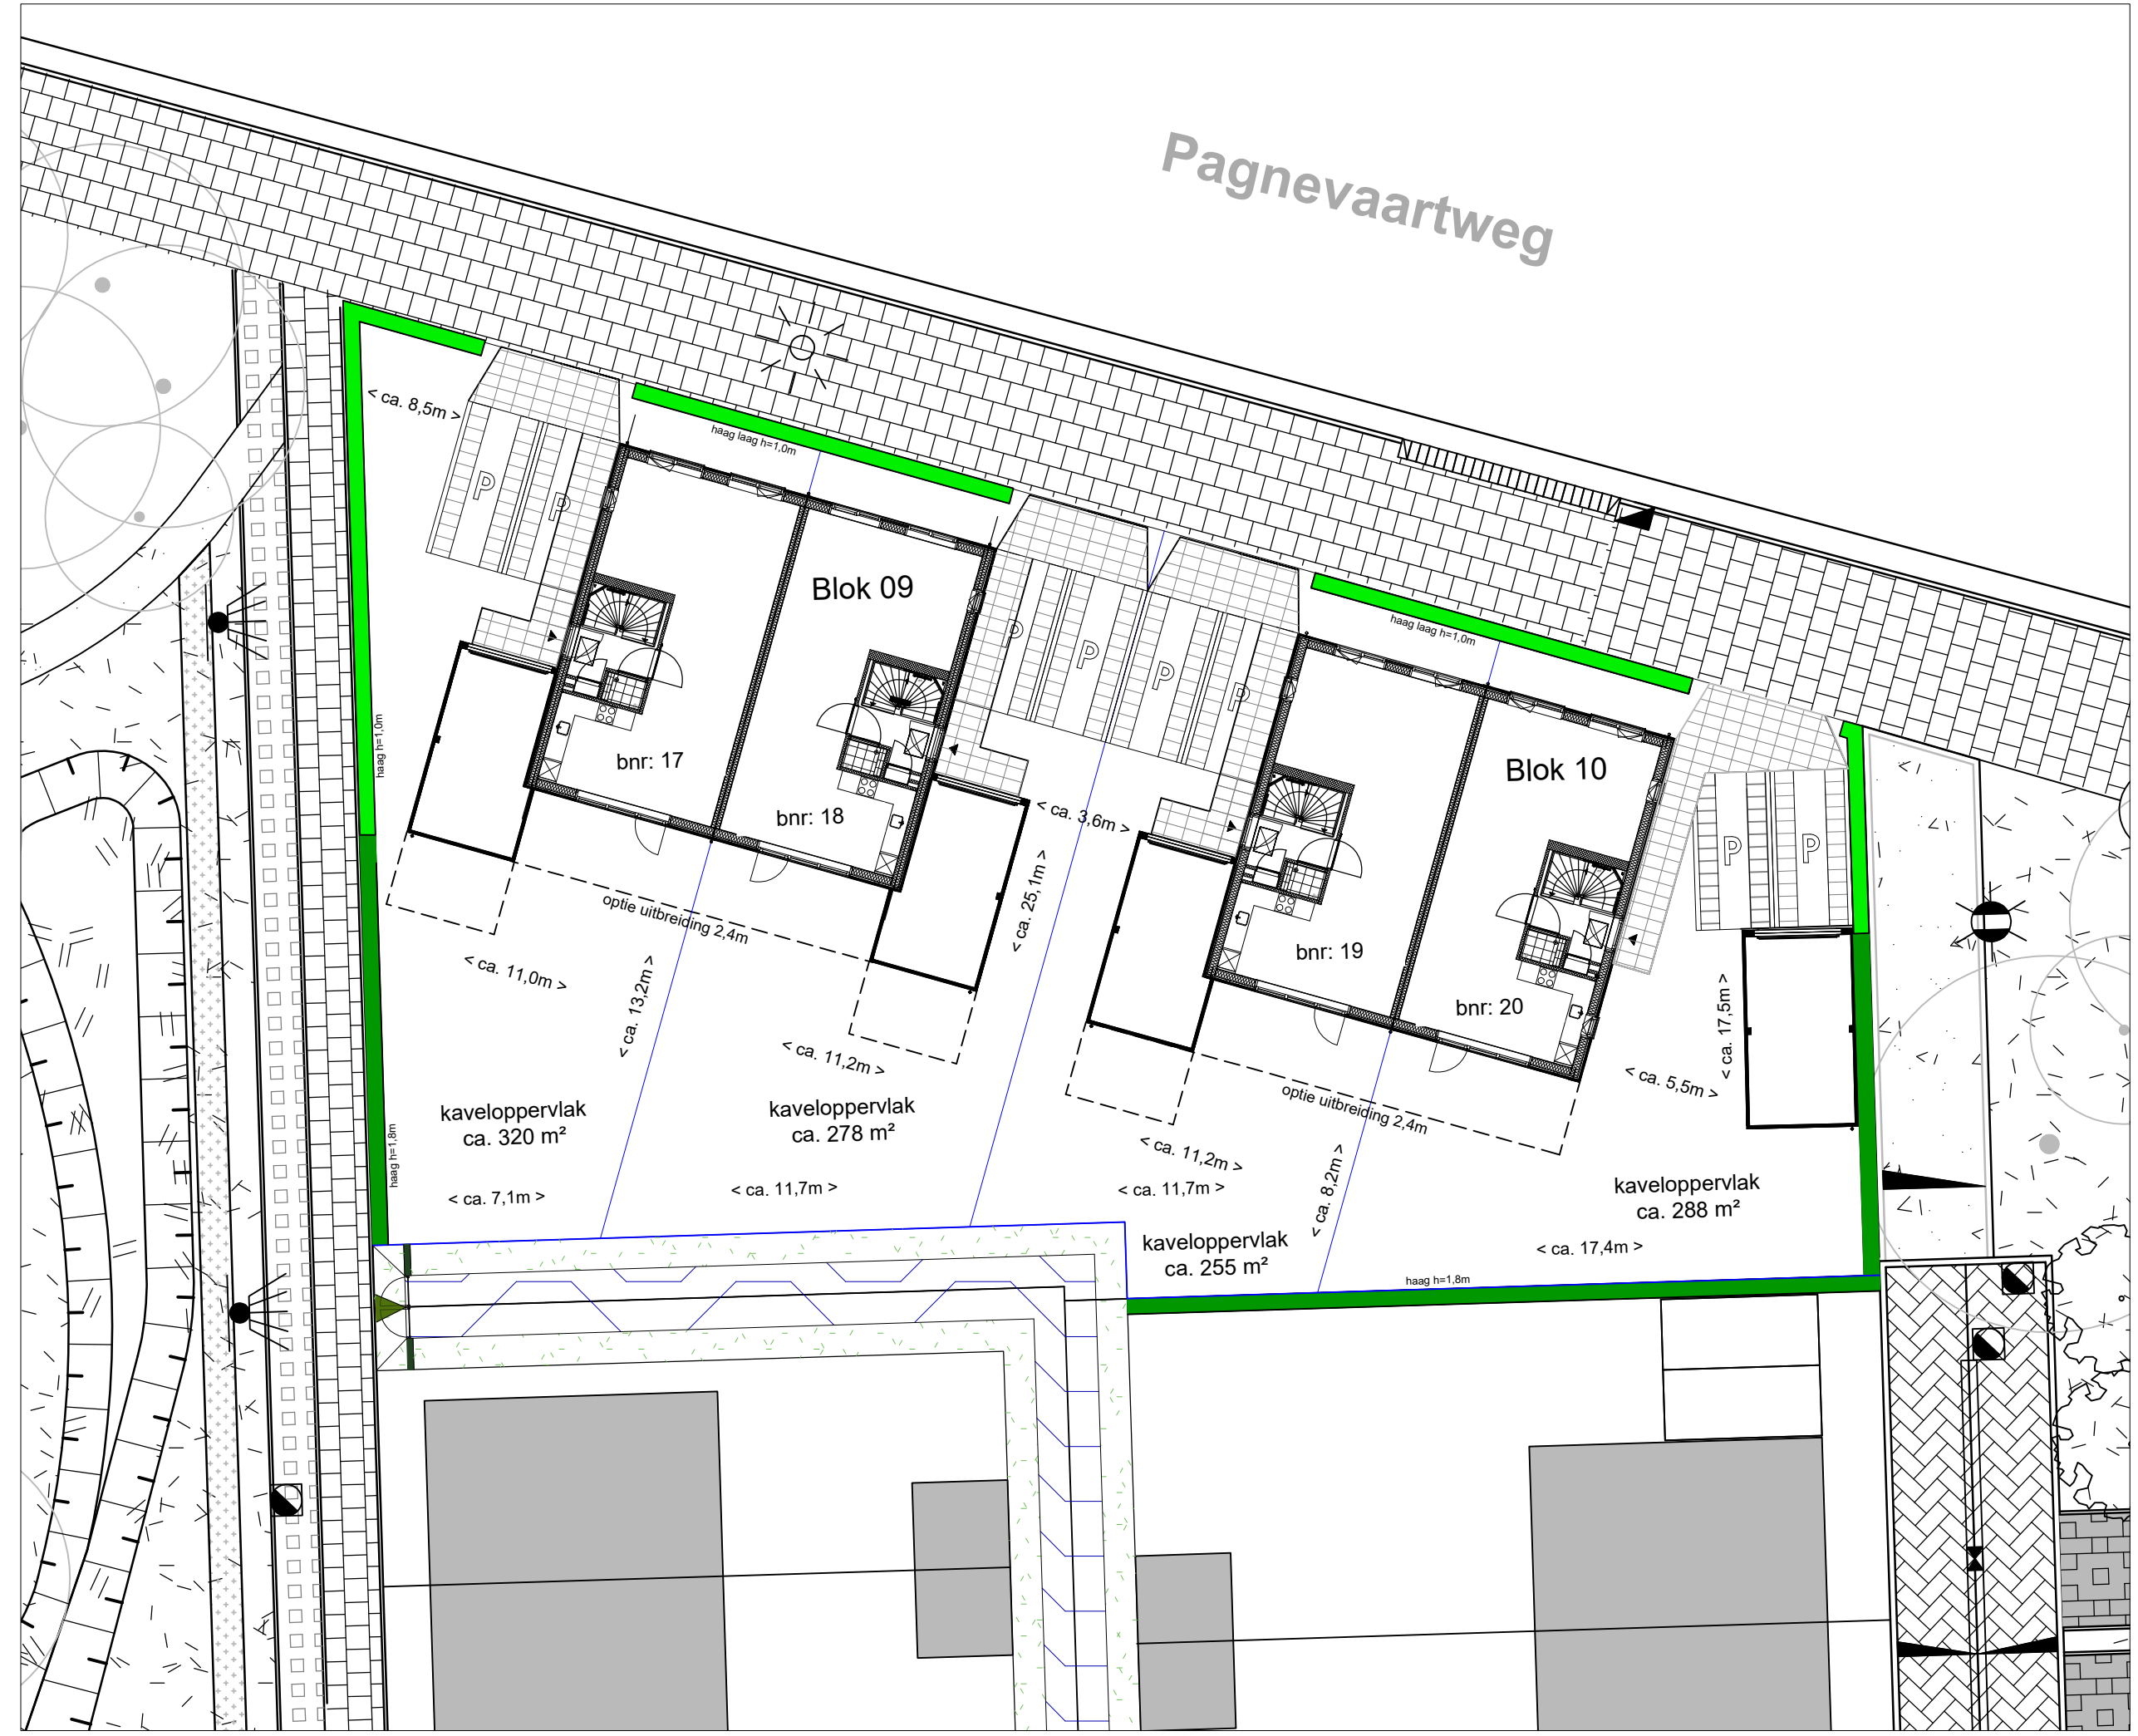 Pagnevaartweg
< ca. 8,5m >
haag laag h=1,0m
P
P
Blok 09
haag laag h=1,0m
P
P
P
P
haag h=1,0m
bnr: 17
bnr: 18
< ca. 3,6m >
Blok 10
P
P
< ca. 25,1m >
optie uitbreiding 2,4m
bnr: 19
bnr: 20
< ca. 11,0m >
< ca. 13,2m >
< ca. 17,5m >
< ca. 11,2m >
< ca. 5,5m >
optie uitbreiding 2,4m
kaveloppervlak
ca. 320 m²
kaveloppervlak
ca. 278 m²
haag h=1,8m
< ca. 11,2m >
< ca. 8,2m >
< ca. 7,1m >
< ca. 11,7m >
< ca. 11,7m >
kaveloppervlak
ca. 288 m²
kaveloppervlak
ca. 255 m²
< ca. 17,4m >
haag h=1,8m